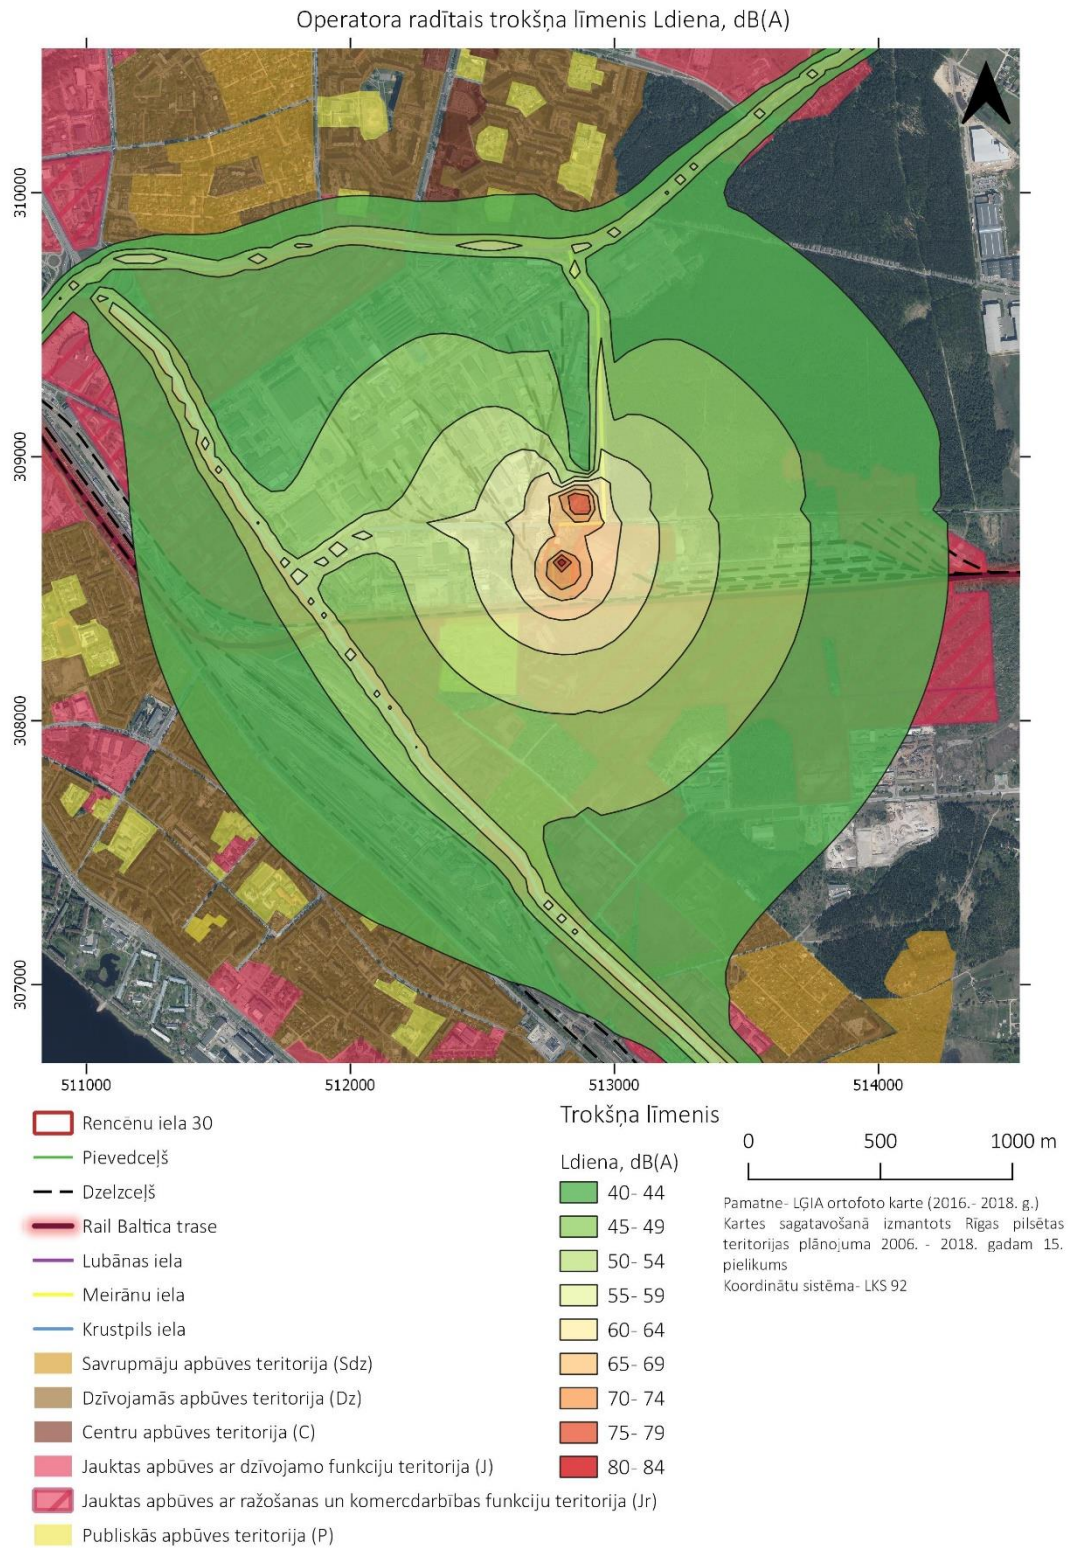 Operatora radītais trokšņa līmenis Ldiena, dB(A)
310000
309000
308000
307000
511000
512000
513000
514000
Rencēnu iela 30
Pievedceļš
Dzelzceļš
Rail Baltica trase
Lubānas iela
Meirānu iela
Krustpils iela
Savrupmāju apbūves teritorija (Sdz)
Dzīvojamās apbūves teritorija (Dz)
Centru apbūves teritorija (C)
Jauktas apbūves ar dzīvojamo funkciju teritorija (J)
Jauktas apbūves ar ražošanas un komercdarbības funkciju teritorija (Jr)
Publiskās apbūves teritorija (P)
Trokšņa līmenis
Ldiena, dB(A)
40- 44
45- 49
50- 54
55- 59
60- 64
65- 69
70- 74
75- 79
80- 84
0 500 1000 m
Pamatne- LĢIA ortofoto karte (2016.- 2018. g.)
Kartes sagatavošanā izmantots Rīgas pilsētas
teritorijas plānojuma 2006. - 2018. gadam 15.
pielikums
Koordinātu sistēma- LKS 92